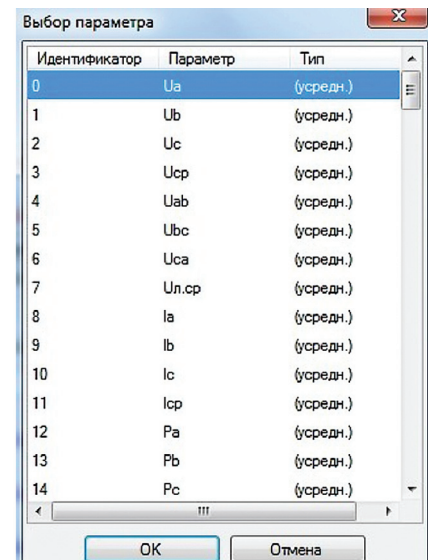 Выбор параметра
Идентификатор Параметр Тип
0 Ua (усредн.)
1 Ub (усредн.)
2 Uc (усредн.)
3 Uср (усредн.)
4 Uab (усредн.)
5 Ubc (усредн.)
6 Uca (усредн.)
7 Uл.ср (усредн.)
8 Ia (усредн.)
9 Ib (усредн.)
10 Ic (усредн.)
11 Iср (усредн.)
12 Pa (усредн.)
13 Pb (усредн.)
14 Pc (усредн.)
OK Отмена